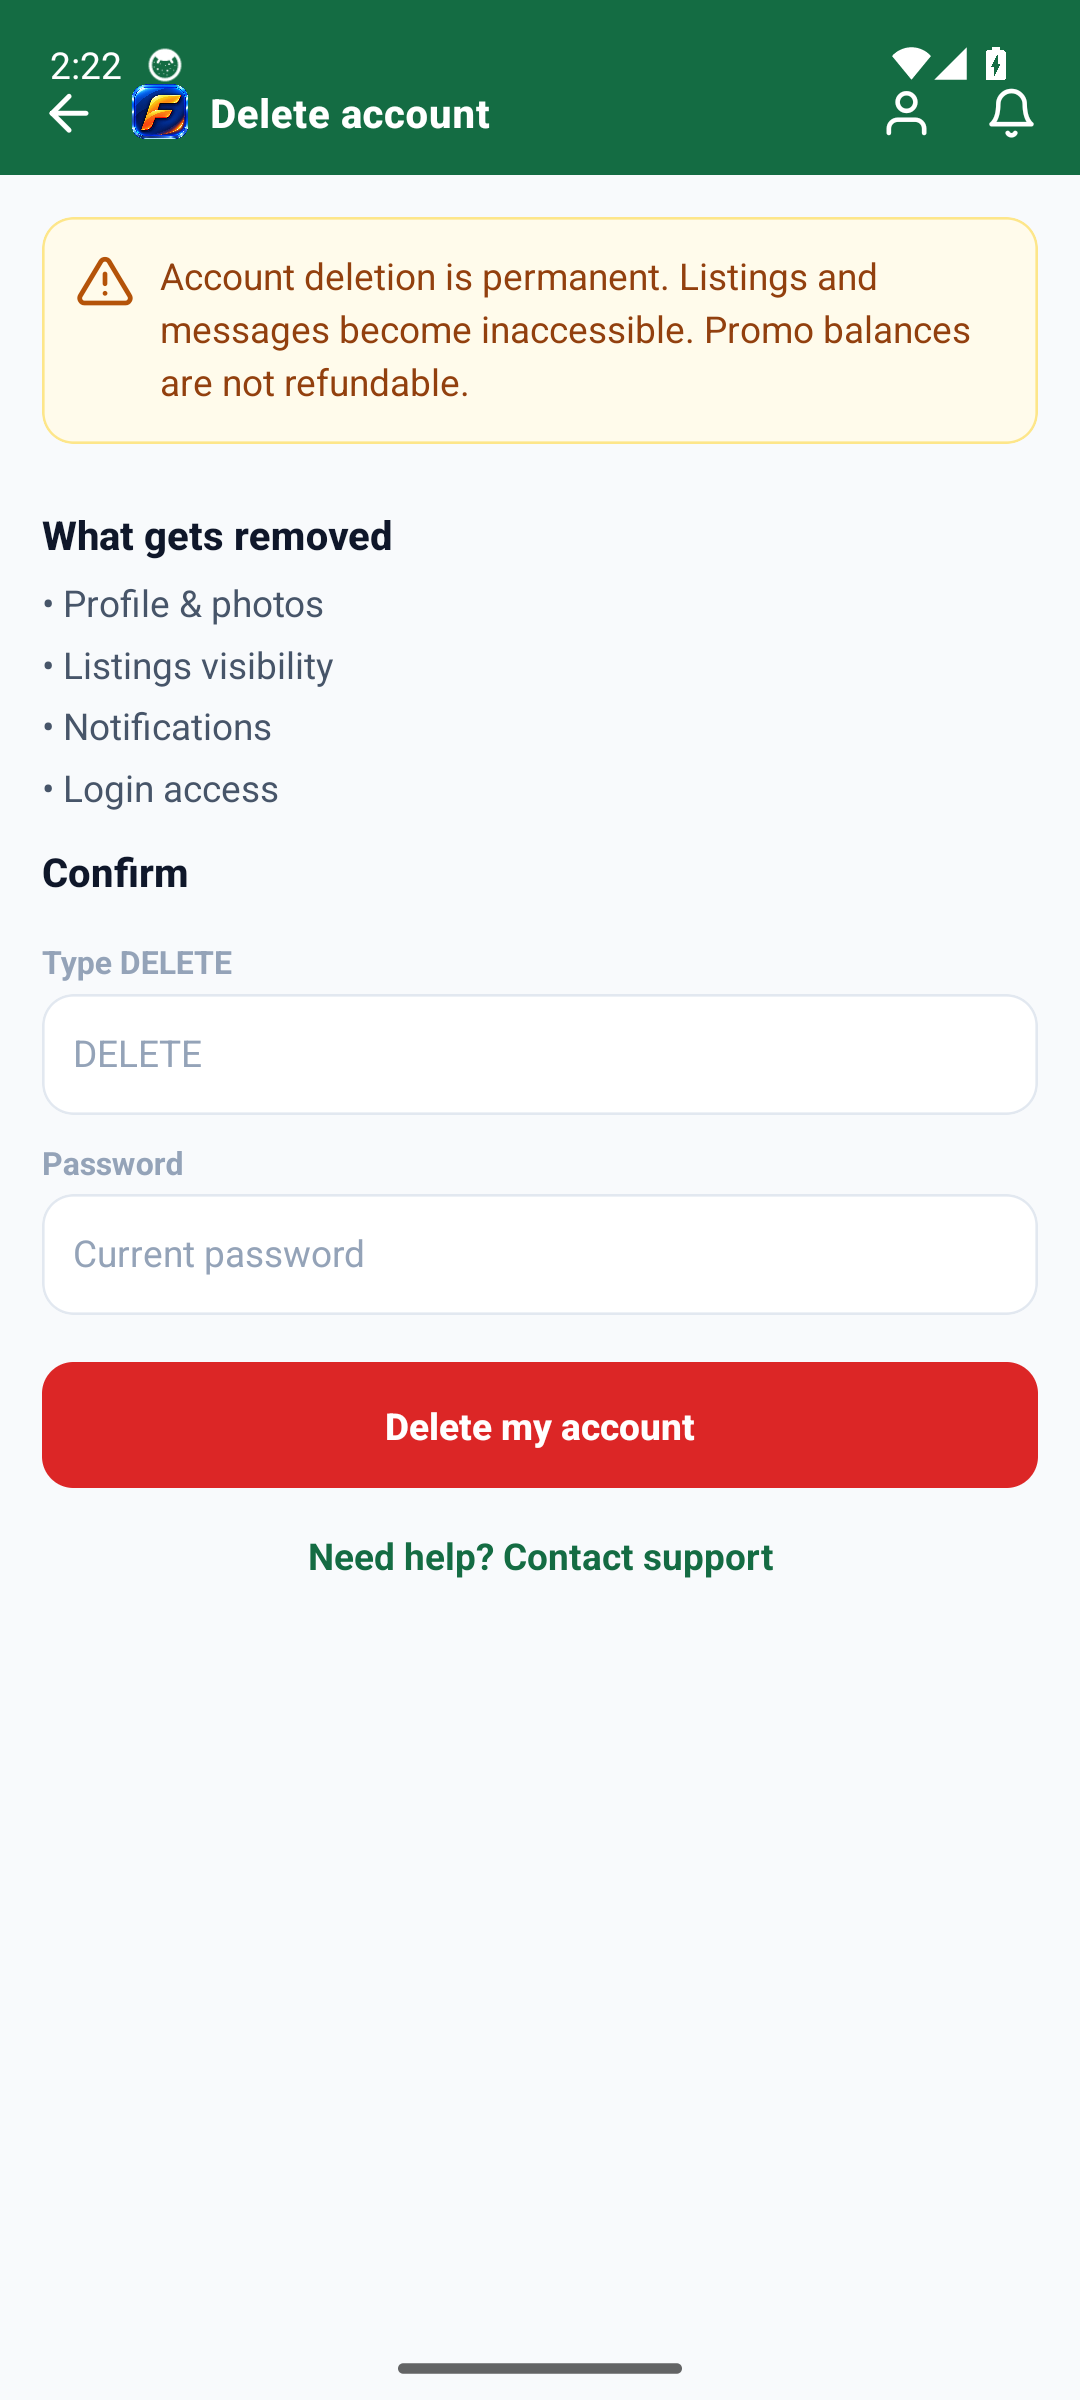 2:22
Delete account
Account deletion is permanent. Listings and
messages become inaccessible. Promo balances
are not refundable.
What gets removed
• Profile & photos
• Listings visibility
• Notifications
• Login access
Confirm
Type DELETE
DELETE
Password
Current password
Delete my account
Need help? Contact support